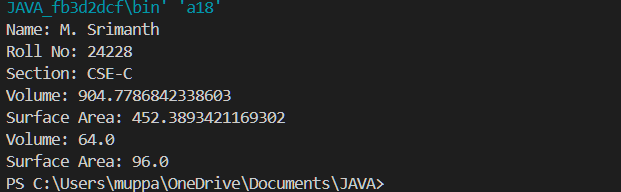 JAVA_fb3d2dcf\bin' 'a18'
Name: M. Srimanth
Roll No: 24228
Section: CSE-C
Volume: 904.7786842338603
Surface Area: 452.3893421169302
Volume: 64.0
Surface Area: 96.0
PS C:\Users\muppa\OneDrive\Documents\JAVA>